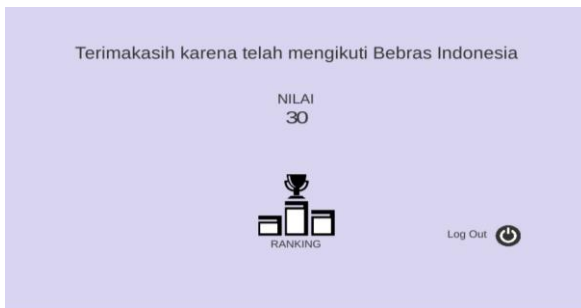 Terimakasih karena telah mengikuti Bebras Indonesia
NILAI
30
RANKING
Log Out